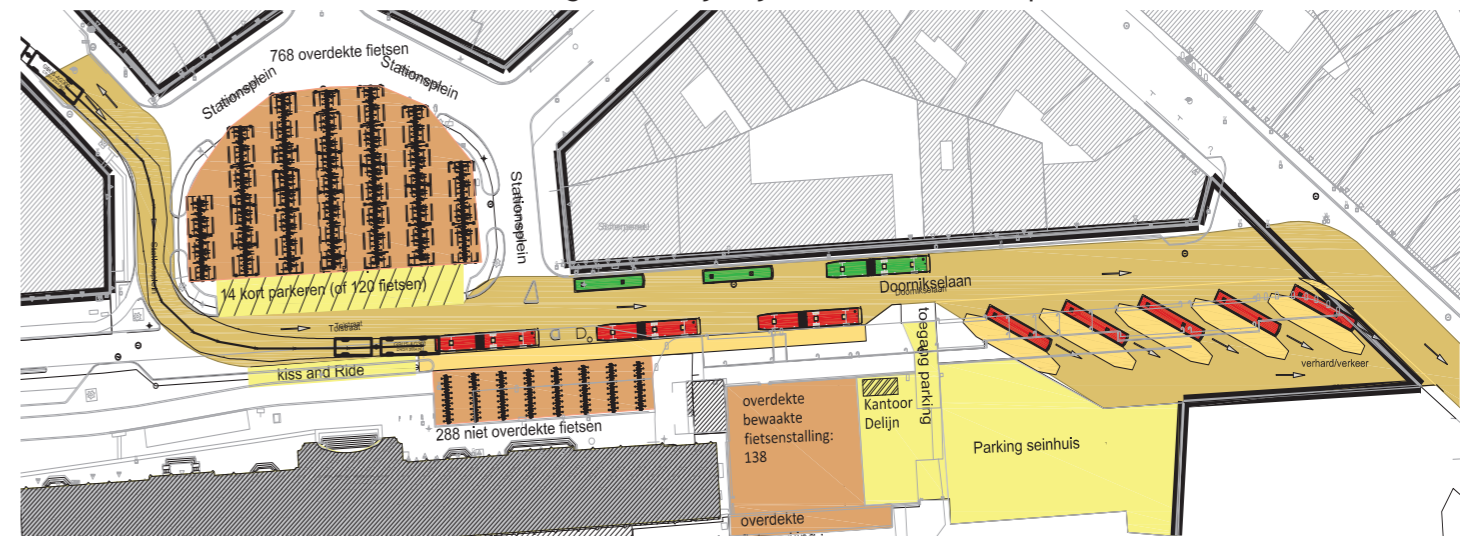 768 overdekte fietsen
Stationsplein
Stationsplein
Stationsplein
14 kort parkeren (of 120 fietsen)
Doornikselaan
Doornikselaan
D
kiss and Ride
toegang parking
verhard/verkeer
288 niet overdekte fietsen
overdekte
bewaakte
fietsenstalling:
138
Kantoor
Delijn
Parking seinhuis
overdekte